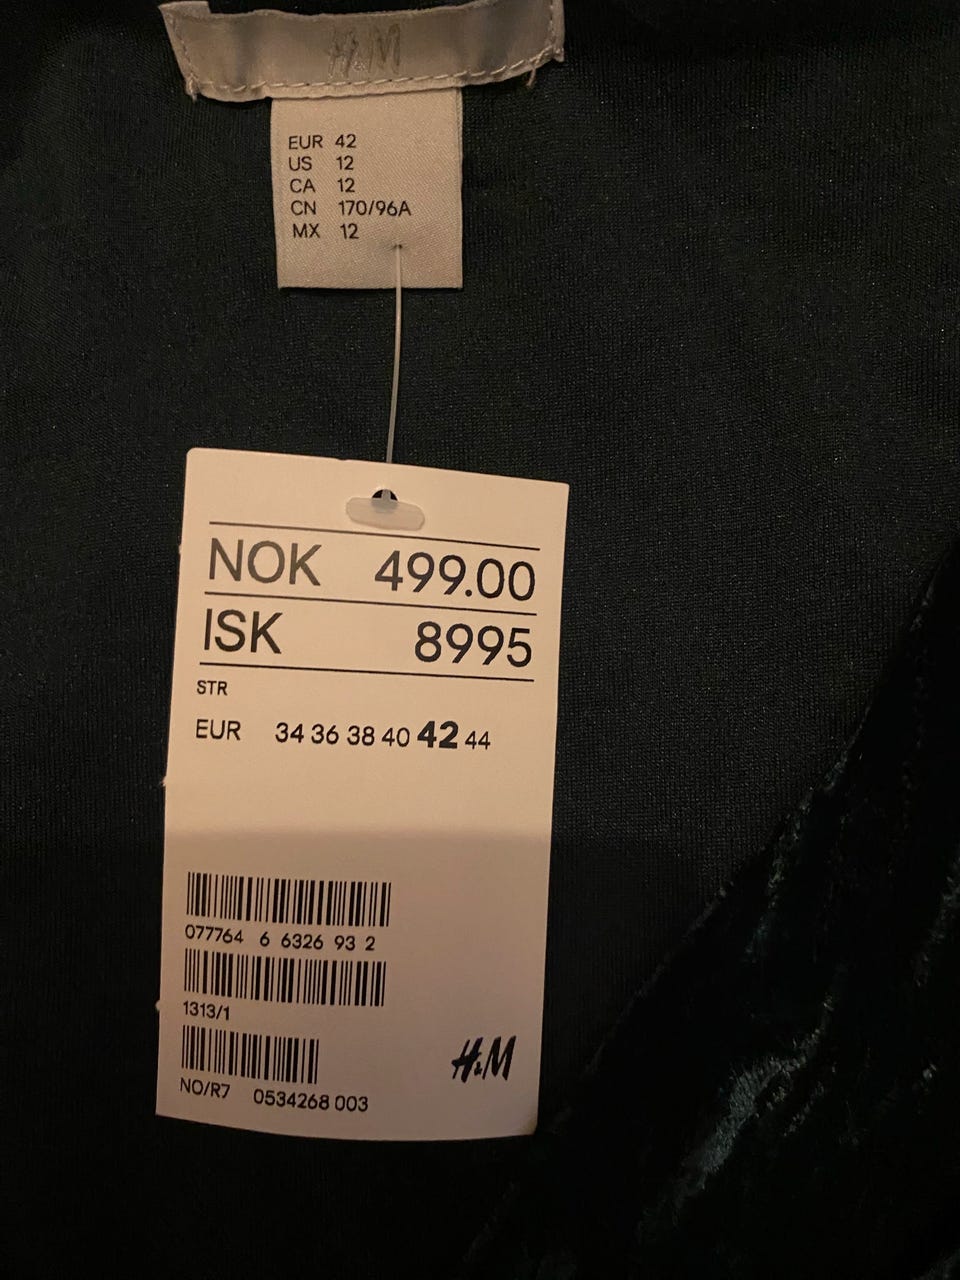 H&M
EUR 42
US 12
CA 12
CN 170/96A
MX 12
NOK 499.00
ISK 8995
STR
EUR 34 36 38 40 42 44
077764 6 6326 93 2
1313/1
H&M
NO/R7 0534268 003